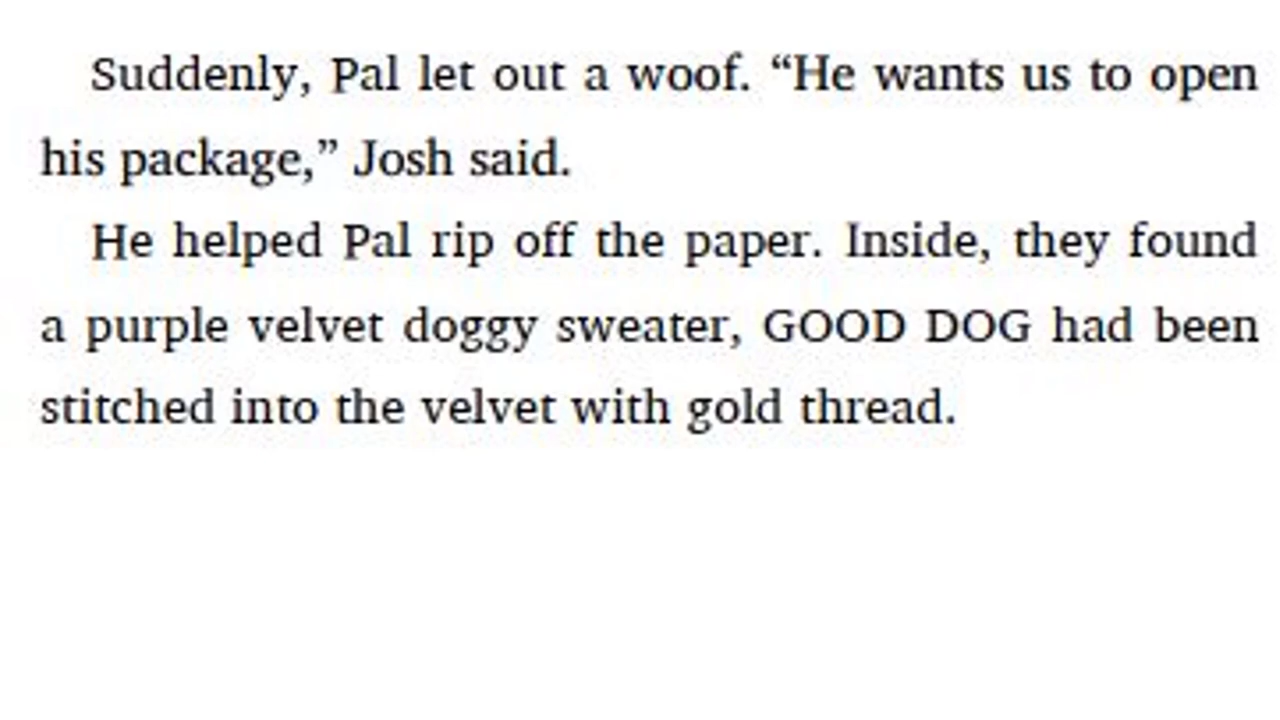 Suddenly, Pal let out a woof. “He wants us to open
his package,” Josh said.
He helped Pal rip off the paper. Inside, they found
a purple velvet doggy sweater, GOOD DOG had been
stitched into the velvet with gold thread.